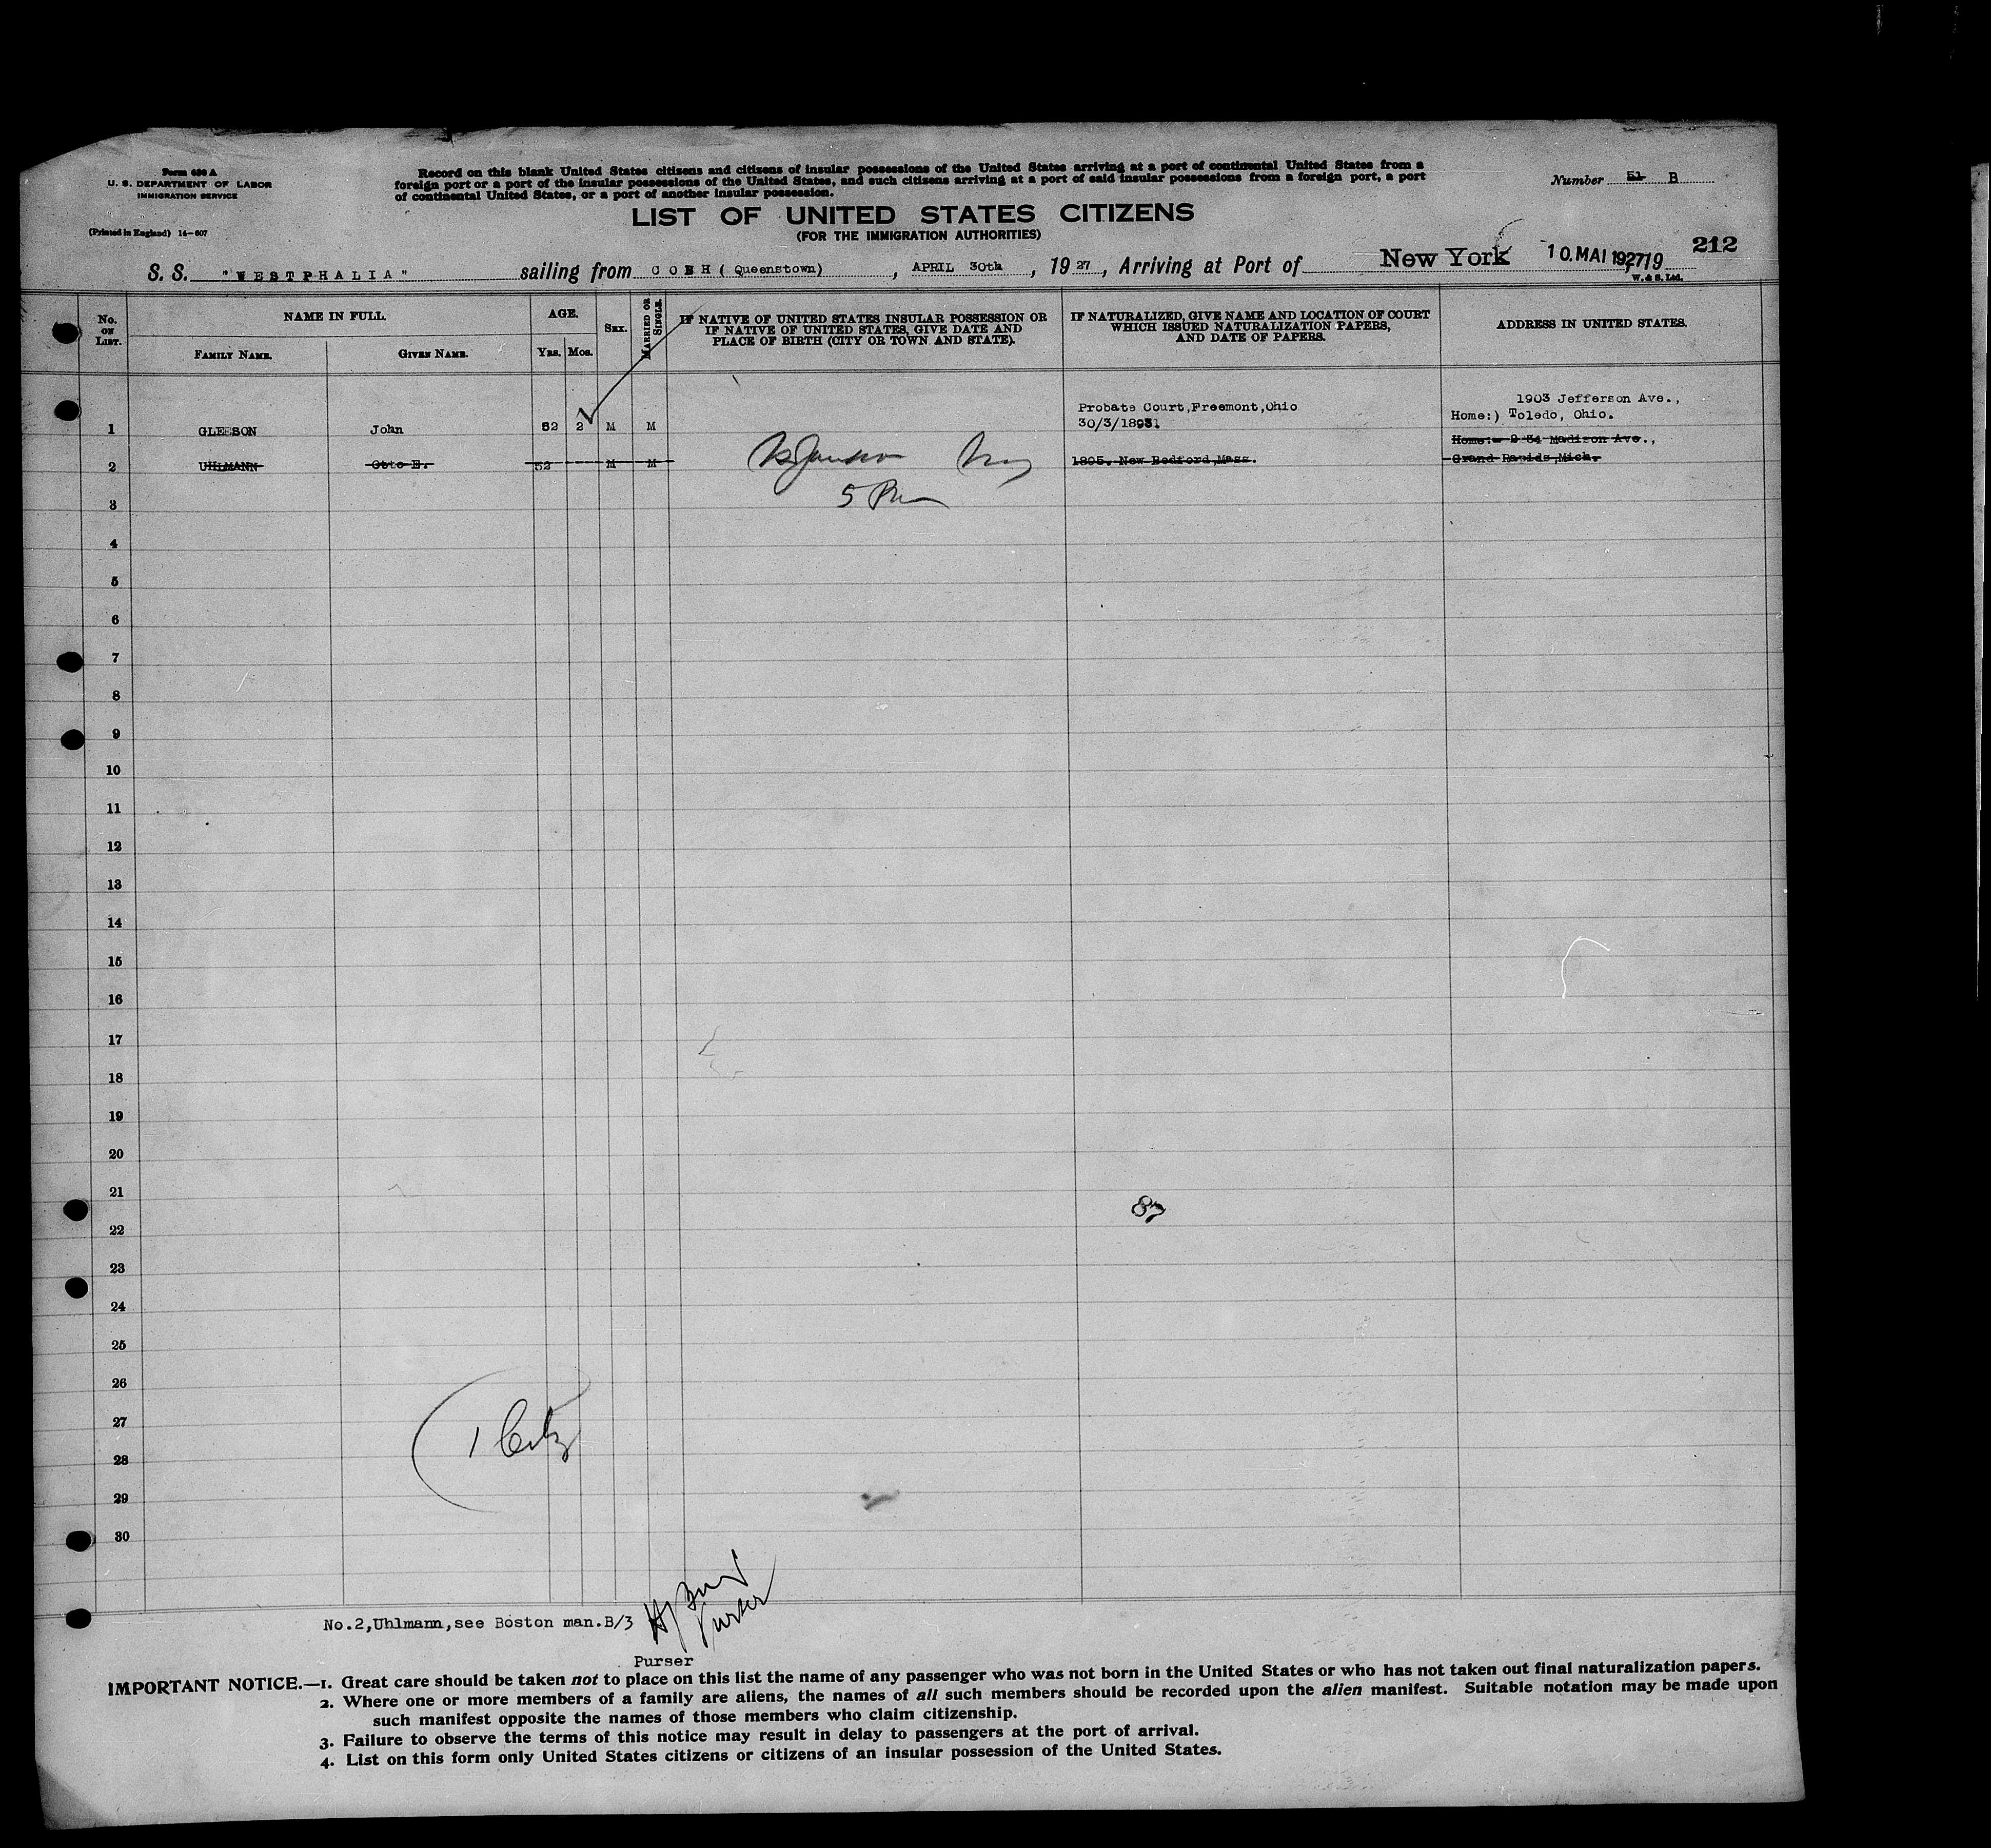 Form 630 A
U. S. DEPARTMENT OF LABOR
IMMIGRATION SERVICE
(Printed in England) 14-607
Record on this blank United States citizens and citizens of insular possessions of the United States arriving at a port of continental United States from a
foreign port or a port of the insular possessions of the United States, and such citizens arriving at a port of said insular possessions from a foreign port, a port
of continental United States, or a port of another insular possession.
Number 51 B
LIST OF UNITED STATES CITIZENS
(FOR THE IMMIGRATION AUTHORITIES)
212
S. S. "WESTPHALIA" sailing from COBH (Queenstown), APRIL 30th, 1927, Arriving at Port of New York 10. MAI 1927, 19
W. & S. Ltd.
No. ON LIST.
NAME IN FULL.
FAMILY NAME. GIVEN NAME.
AGE.
YRS. MOS.
SEX.
MARRIED OR SINGLE.
IF NATIVE OF UNITED STATES INSULAR POSSESSION OR
IF NATIVE OF UNITED STATES, GIVE DATE AND
PLACE OF BIRTH (CITY OR TOWN AND STATE).
IF NATURALIZED, GIVE NAME AND LOCATION OF COURT
WHICH ISSUED NATURALIZATION PAPERS,
AND DATE OF PAPERS.
ADDRESS IN UNITED STATES.
1 GLEESON John 2 M M Probate Court, Freemont, Ohio 1903 Jefferson Ave.,
Home:) Toledo, Ohio.
2 UHLMANN Otto E. 52 M M 1895. New Bedford, Mass. Home:- Madizon Ave.,
Grand Rapids, Mich.
3
4
5
6
7
8
9
10
11
12
13
14
15
16
17
18
19
20
21
22
23
24
25
26
27
28
29
30
1 Citz
No.2, Uhlmann, see Boston man.B/3
Purser
Purser
IMPORTANT NOTICE.—1. Great care should be taken not to place on this list the name of any passenger who was not born in the United States or who has not taken out final naturalization papers.
2. Where one or more members of a family are aliens, the names of all such members should be recorded upon the alien manifest. Suitable notation may be made upon
such manifest opposite the names of those members who claim citizenship.
3. Failure to observe the terms of this notice may result in delay to passengers at the port of arrival.
4. List on this form only United States citizens or citizens of an insular possession of the United States.